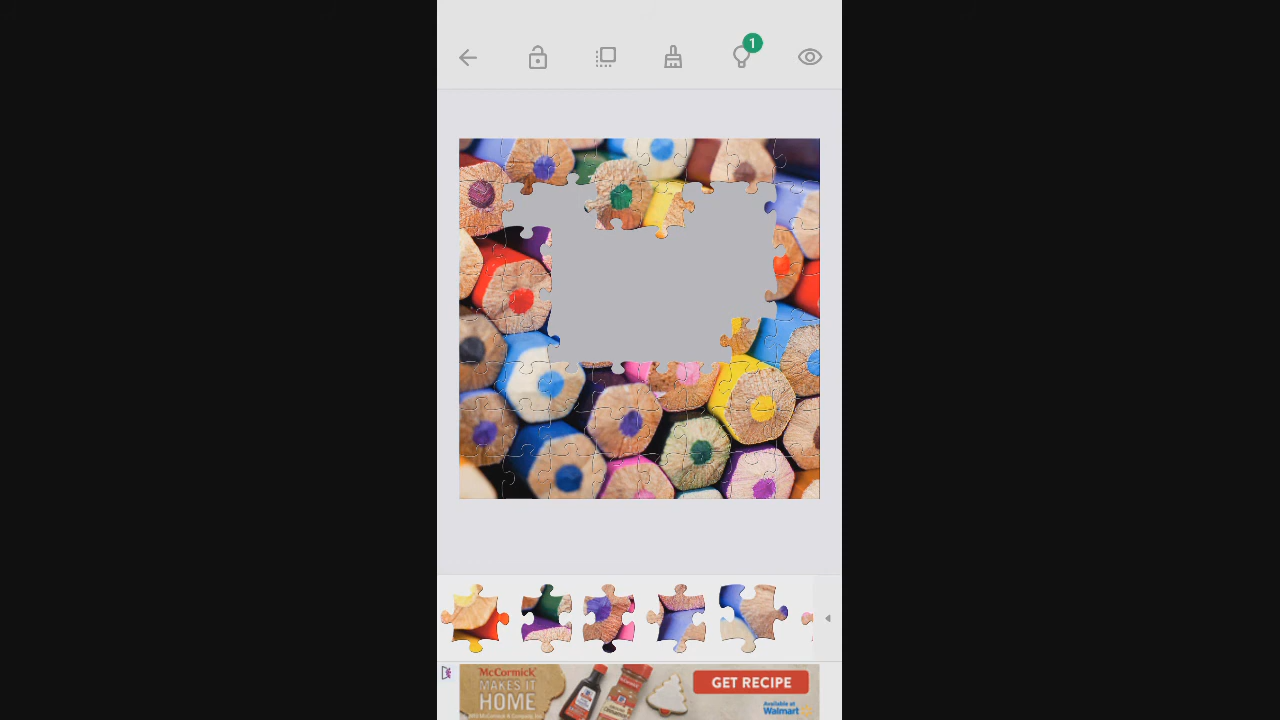 1
McCormick
MAKES IT
HOME
GET RECIPE
Available at
Walmart